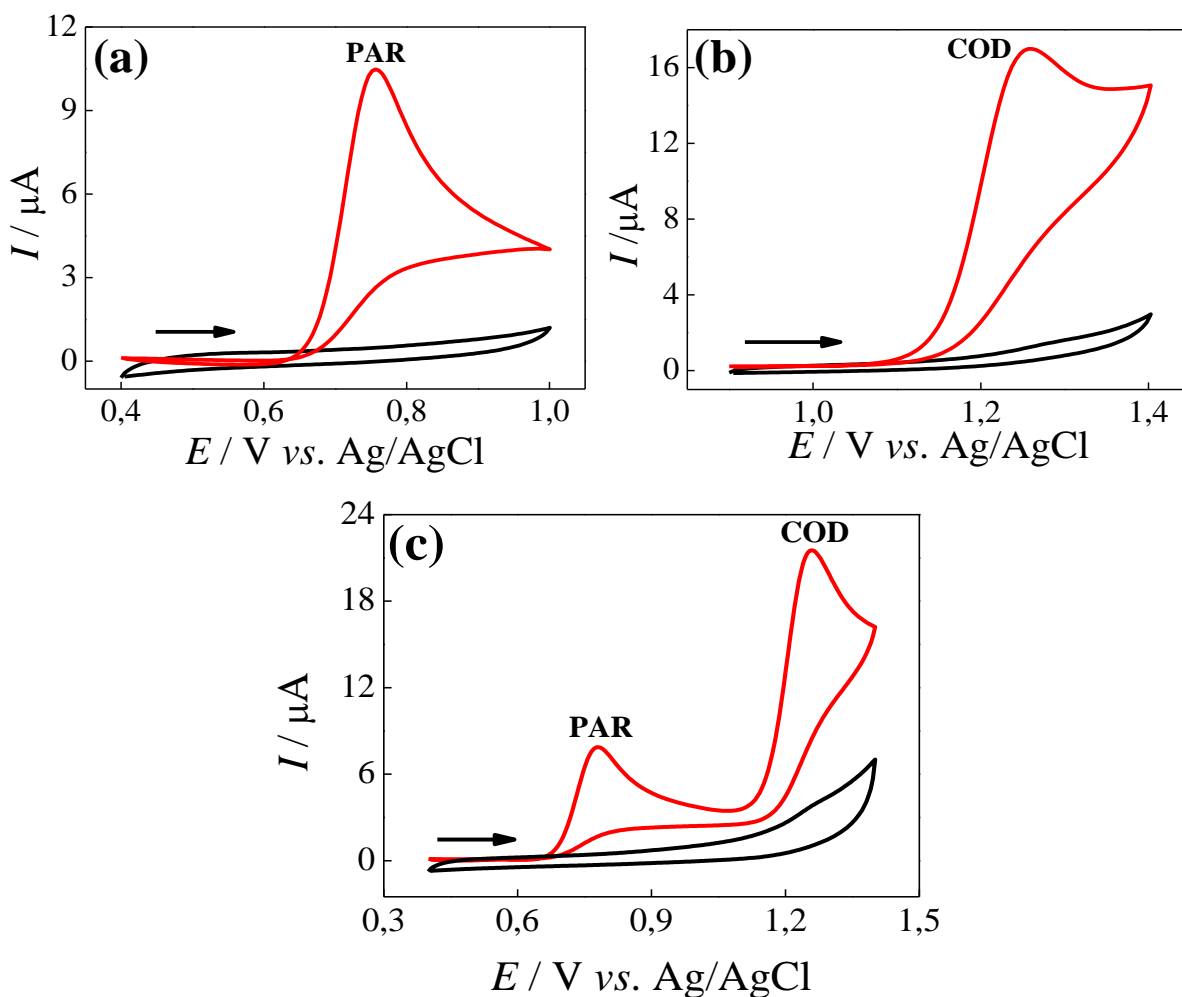 (a)
PAR
12
9
6
3
0
I / μA
0,4 0,6 0,8 1,0
E / V vs. Ag/AgCl
(b)
COD
16
12
8
4
0
I /μA
1,0 1,2 1,4
E / V vs. Ag/AgCl
(c)
COD
PAR
24
18
12
6
0
I / μA
0,3 0,6 0,9 1,2 1,5
E / V vs. Ag/AgCl